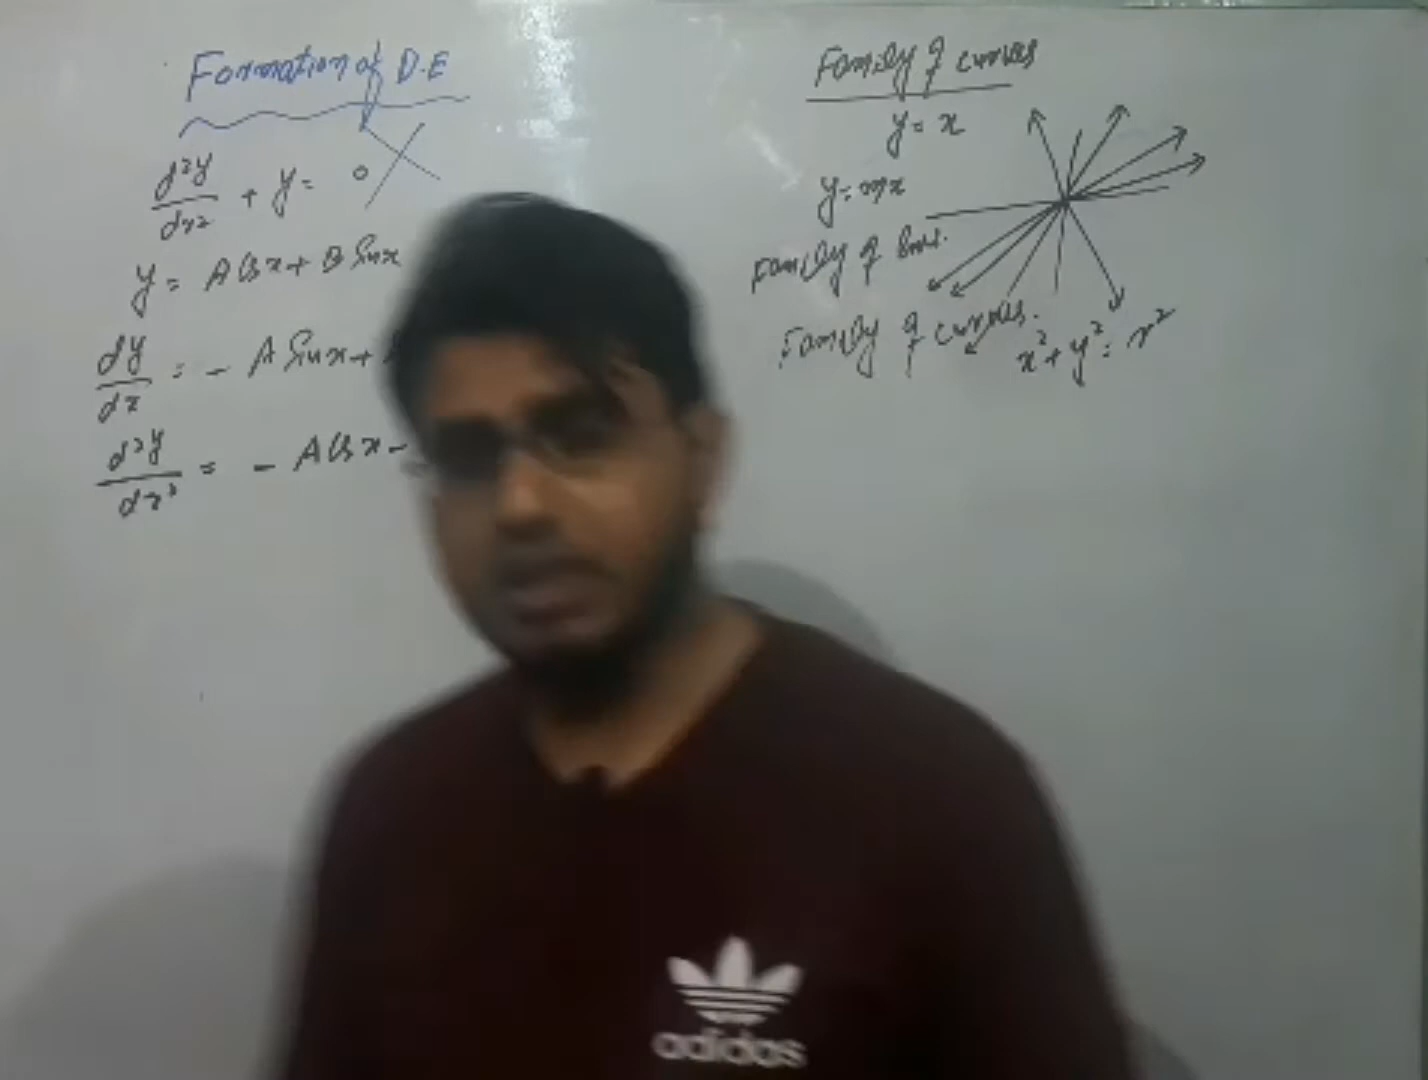 Formation of D.E
d²y/dx² + y = 0
y = A Cos x + B Sin x
dy/dx = - A Sin x +
d²y/dx² = - A Cos x -
Family of curves
y = x
y = mx
Family of lines.
Family of curves.
x² + y² = r²
adidas